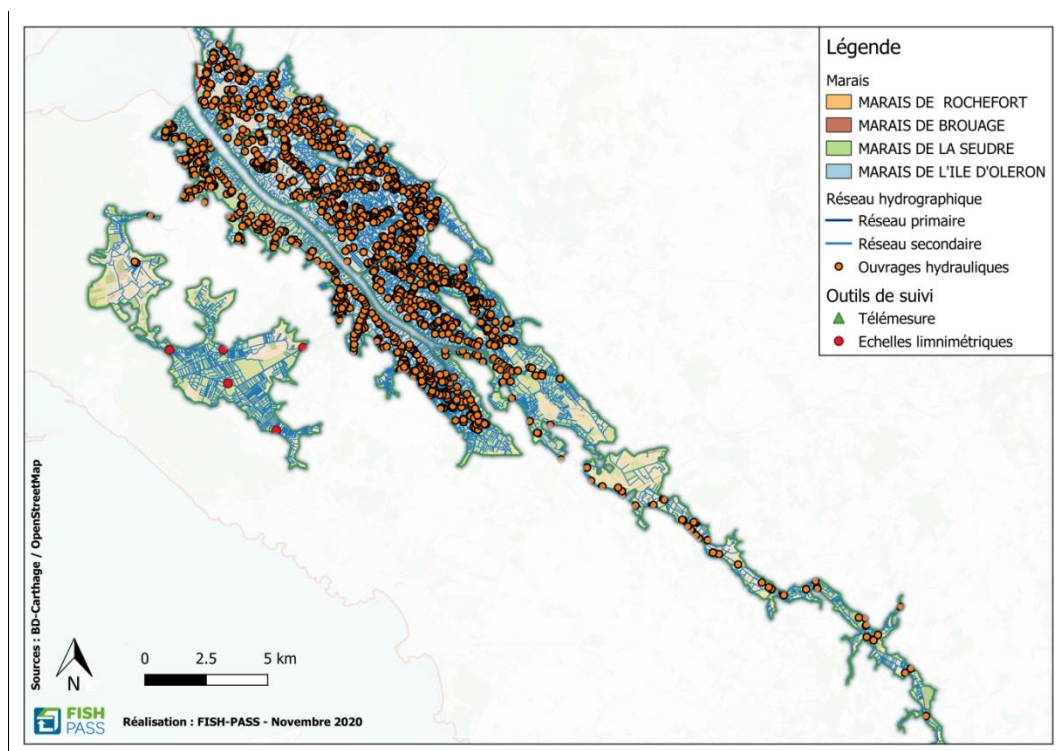 Légende
Marais
MARAIS DE ROCHEFORT
MARAIS DE BROUAGE
MARAIS DE LA SEUDRE
MARAIS DE L'ILE D'OLERON
Réseau hydrographique
Réseau primaire
Réseau secondaire
Ouvrages hydrauliques
Outils de suivi
Télémesure
Echelles limnimétriques
Sources : BD-Carthage / OpenStreetMap
N
0 2.5 5 km
FISH
PASS
Réalisation : FISH-PASS - Novembre 2020